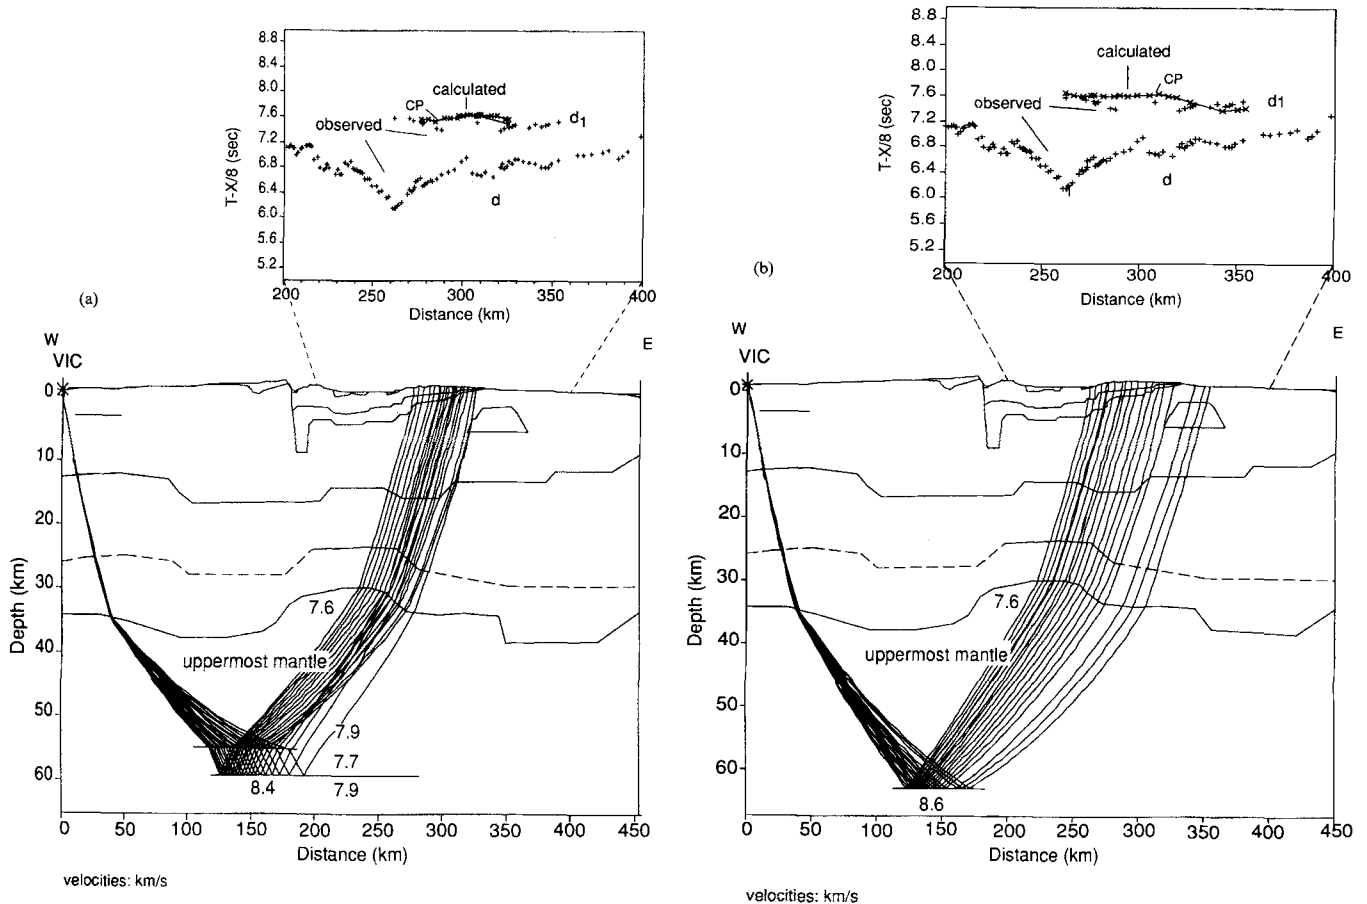 8.8
8.4
8.0
7.6
7.2
6.8
6.4
6.0
5.6
5.2
T-X/8 (sec)
calculated
CP
observed
d1
d
200
250
300
350
400
Distance (km)
(a)
W
VIC
E
0
10
20
30
40
50
60
Depth (km)
7.6
uppermost mantle
7.9
7.7
8.4
7.9
0
50
100
150
200
250
300
350
400
450
Distance (km)
velocities: km/s
8.8
8.4
8.0
7.6
7.2
6.8
6.4
6.0
5.6
5.2
T-X/8 (sec)
calculated
CP
observed
d1
d
200
250
300
350
400
Distance (km)
(b)
W
VIC
E
0
10
20
30
40
50
60
Depth (km)
7.6
uppermost mantle
8.6
0
50
100
150
200
250
300
350
400
450
Distance (km)
velocities: km/s